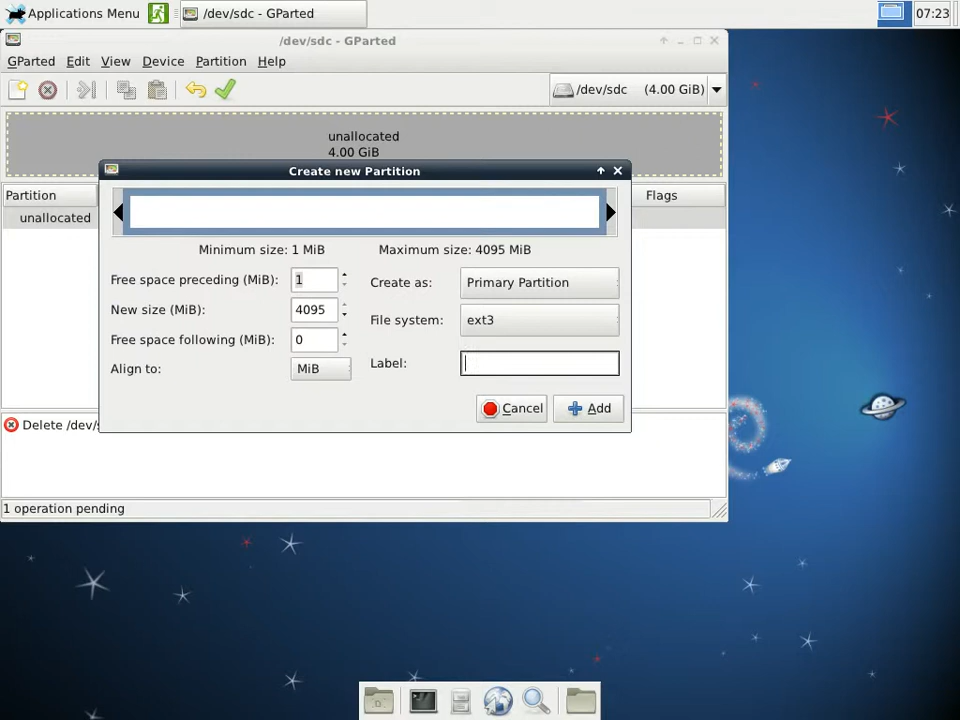 Applications Menu
/dev/sdc - GParted
07:23
/dev/sdc - GParted
GParted Edit View Device Partition Help
/dev/sdc (4.00 GiB)
unallocated
4.00 GiB
Create new Partition
Partition
Flags
unallocated
Minimum size: 1 MiB
Maximum size: 4095 MiB
Free space preceding (MiB): 1
Create as: Primary Partition
New size (MiB): 4095
File system: ext3
Free space following (MiB): 0
Label:
Align to: MiB
Cancel
Add
Delete /dev/s
1 operation pending